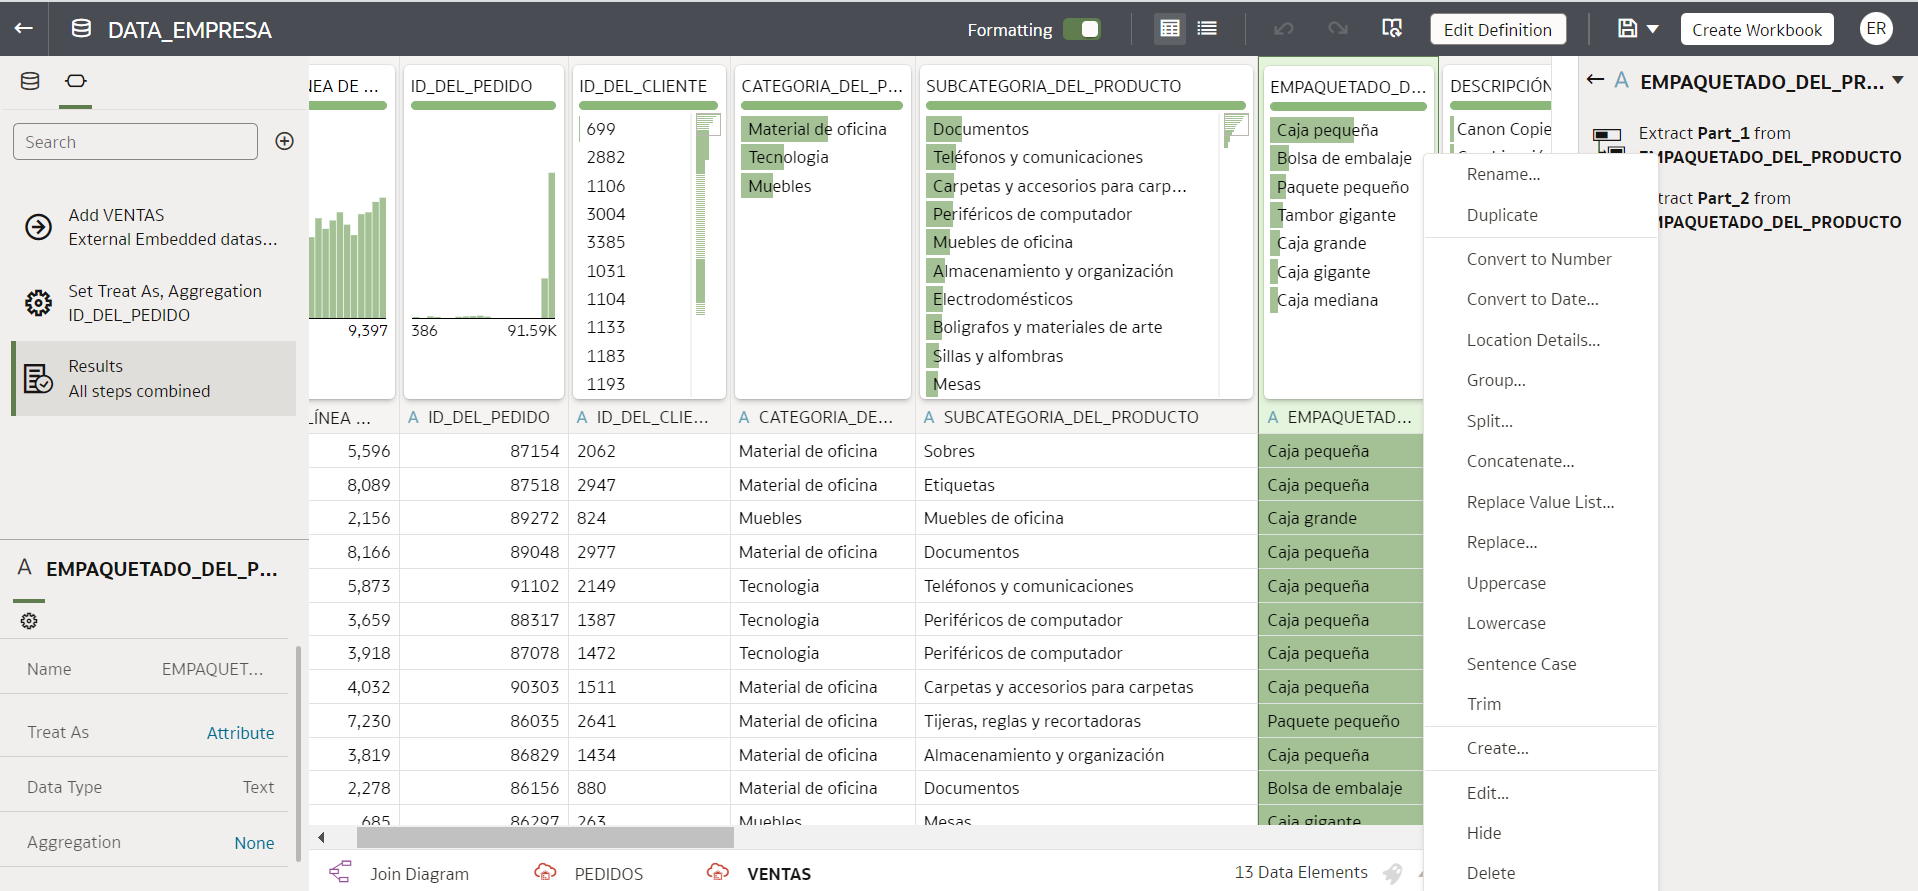 DATA_EMPRESA
Formatting
Edit Definition
Create Workbook
ER
Search
Add VENTAS
External Embedded datas...
Set Treat As, Aggregation
ID_DEL_PEDIDO
Results
All steps combined
A EMPAQUETADO_DEL_P...
Name EMPAQUET...
Treat As Attribute
Data Type Text
Aggregation None
NEA DE ...
9,397
ID_DEL_PEDIDO
386 91.59K
ID_DEL_CLIENTE
699
2882
1106
3004
3385
1031
1104
1133
1183
1193
CATEGORIA_DEL_P...
Material de oficina
Tecnologia
Muebles
SUBCATEGORIA_DEL_PRODUCTO
Documentos
Teléfonos y comunicaciones
Carpetas y accesorios para carp...
Periféricos de computador
Muebles de oficina
Almacenamiento y organización
Electrodomésticos
Boligrafos y materiales de arte
Sillas y alfombras
Mesas
EMPAQUETADO_D...
Caja pequeña
Bolsa de embalaje
Paquete pequeño
Tambor gigante
Caja grande
Caja gigante
Caja mediana
DESCRIPCIÓN
Canon Copie
LÍNEA ... A ID_DEL_PEDIDO A ID_DEL_CLIE... A CATEGORIA_DE... A SUBCATEGORIA_DEL_PRODUCTO A EMPAQUETAD...
5,596 87154 2062 Material de oficina Sobres Caja pequeña
8,089 87518 2947 Material de oficina Etiquetas Caja pequeña
2,156 89272 824 Muebles Muebles de oficina Caja grande
8,166 89048 2977 Material de oficina Documentos Caja pequeña
5,873 91102 2149 Tecnologia Teléfonos y comunicaciones Caja pequeña
3,659 88317 1387 Tecnologia Periféricos de computador Caja pequeña
3,918 87078 1472 Tecnologia Periféricos de computador Caja pequeña
4,032 90303 1511 Material de oficina Carpetas y accesorios para carpetas Caja pequeña
7,230 86035 2641 Material de oficina Tijeras, reglas y recortadoras Paquete pequeño
3,819 86829 1434 Material de oficina Almacenamiento y organización Caja pequeña
2,278 86156 880 Material de oficina Documentos Bolsa de embalaje
685 86297 263 Muebles Mesas Caja gigante
Join Diagram PEDIDOS VENTAS 13 Data Elements
Rename...
Duplicate
Convert to Number
Convert to Date...
Location Details...
Group...
Split...
Concatenate...
Replace Value List...
Replace...
Uppercase
Lowercase
Sentence Case
Trim
Create...
Edit...
Hide
Delete
A EMPAQUETADO_DEL_PR...
Extract Part_1 from
EMPAQUETADO_DEL_PRODUCTO
tract Part_2 from
MPAQUETADO_DEL_PRODUCTO